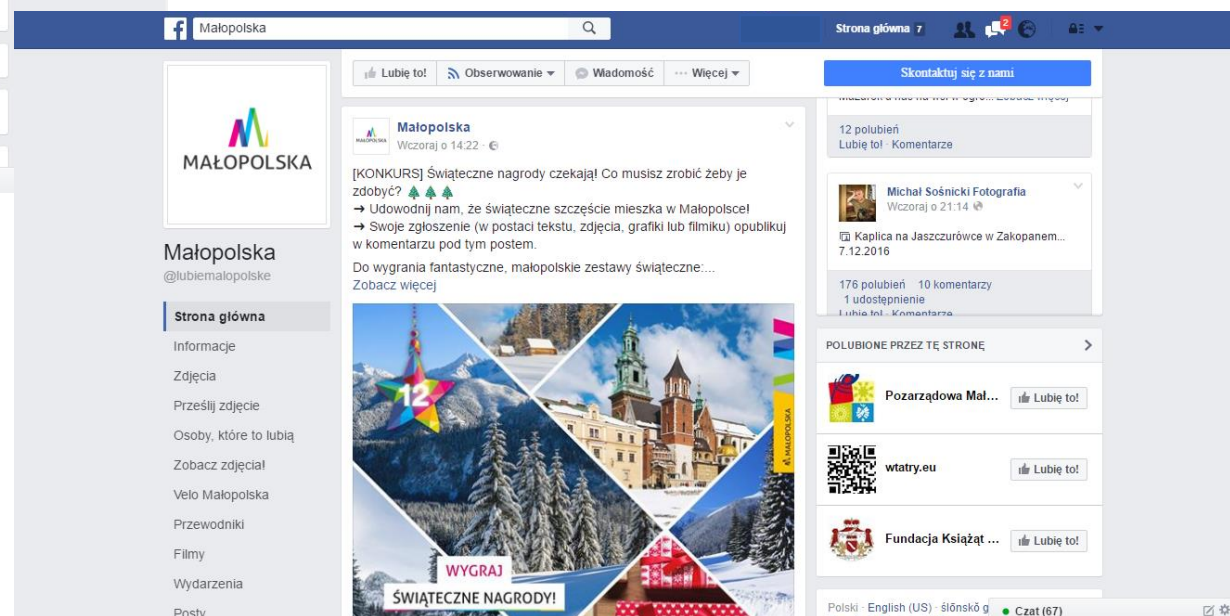 Małopolska
Strona główna 7
2
MAŁOPOLSKA
Małopolska
@lubiemalopolske
Strona główna
Informacje
Zdjęcia
Prześlij zdjęcie
Osoby, które to lubią
Zobacz zdjęcia!
Velo Małopolska
Przewodniki
Filmy
Wydarzenia
Posty
Lubię to!
Obserwowanie
Wiadomość
Więcej
MAŁOPOLSKA
Małopolska
Wczoraj o 14:22 ·
[KONKURS] Świąteczne nagrody czekają! Co musisz zrobić żeby je
zdobyć?
→ Udowodnij nam, że świąteczne szczęście mieszka w Małopolsce!
→ Swoje zgłoszenie (w postaci tekstu, zdjęcia, grafiki lub filmiku) opublikuj
w komentarzu pod tym postem.
Do wygrania fantastyczne, małopolskie zestawy świąteczne:...
Zobacz więcej
12
MAŁOPOLSKA
WYGRAJ
ŚWIĄTECZNE NAGRODY!
Skontaktuj się z nami
12 polubień
Lubię to! · Komentarze
Michał Sośnicki Fotografia
Wczoraj o 21:14
Kaplica na Jaszczurówce w Zakopanem...
7.12.2016
176 polubień 10 komentarzy
1 udostępnienie
Lubię to! · Komentarze
POLUBIONE PRZEZ TĘ STRONĘ
Pozarządowa Mał...
Lubię to!
wtatry.eu
Lubię to!
Fundacja Książąt ...
Lubię to!
Polski · English (US) · ślōnskŏ g
Czat (67)